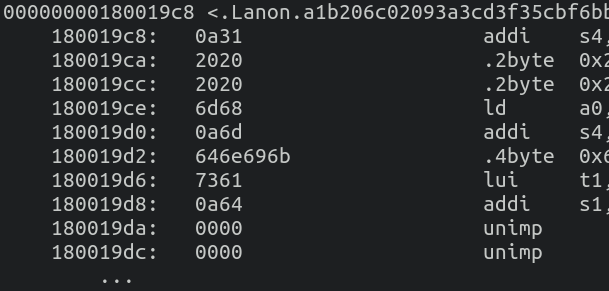 00000000180019c8 <.Lanon.a1b206c02093a3cd3f35cbf6bb
180019c8: 0a31 addi s4,
180019ca: 2020 .2byte 0x2
180019cc: 2020 .2byte 0x2
180019ce: 6d68 ld a0,
180019d0: 0a6d addi s4,
180019d2: 646e696b .4byte 0x6
180019d6: 7361 lui t1,
180019d8: 0a64 addi s1,
180019da: 0000 unimp
180019dc: 0000 unimp
...